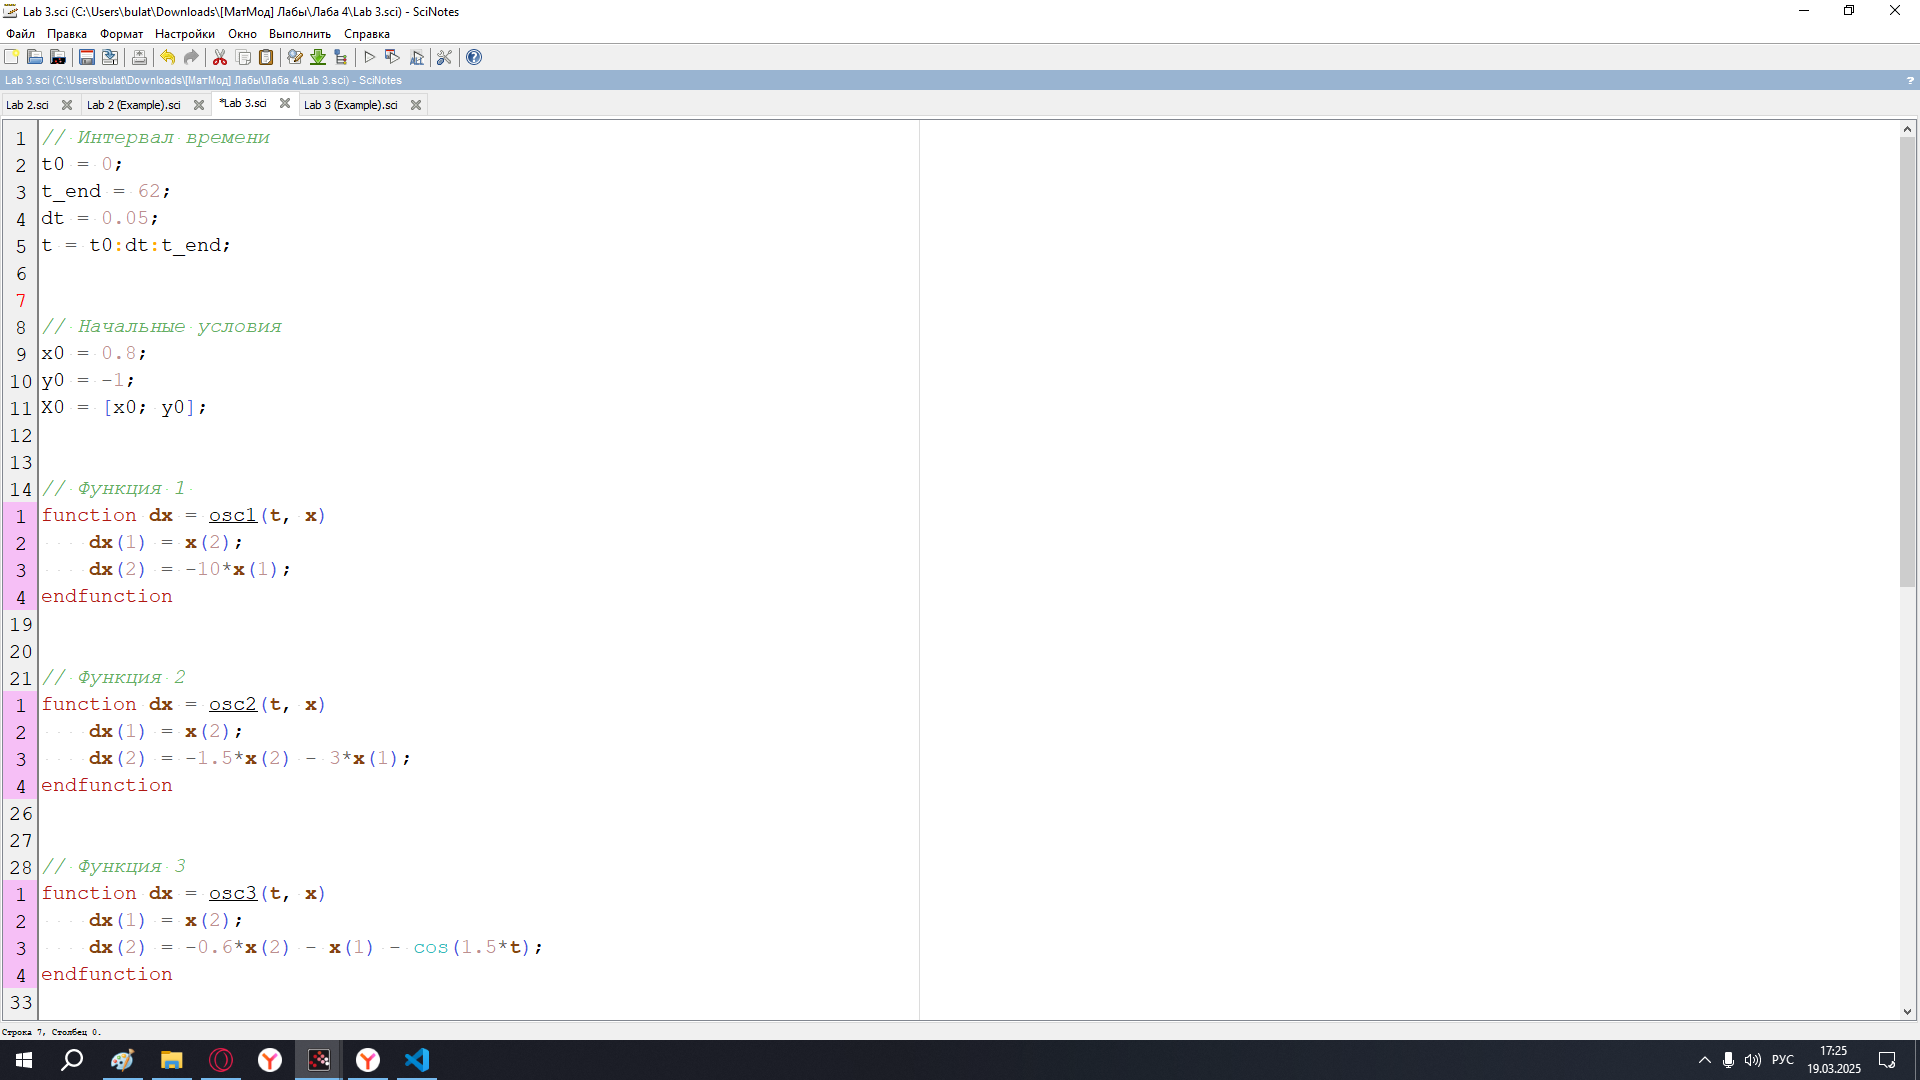 Lab 3.sci (C:\Users\bulat\Downloads\[МатМод] Лабы\Лаба 4\Lab 3.sci) - SciNotes
Файл Правка Формат Настройки Окно Выполнить Справка
Lab 3.sci (C:\Users\bulat\Downloads\[МатМод] Лабы\Лаба 4\Lab 3.sci) - SciNotes ?
Lab 2.sci Lab 2 (Example).sci *Lab 3.sci Lab 3 (Example).sci
1 // Интервал времени
2 t0 = 0;
3 t_end = 62;
4 dt = 0.05;
5 t = t0:dt:t_end;
6
7
8 // Начальные условия
9 x0 = 0.8;
10 y0 = -1;
11 X0 = [x0; y0];
12
13
14 // Функция 1
1 function dx = osc1(t, x)
2 dx(1) = x(2);
3 dx(2) = -10*x(1);
4 endfunction
19
20
21 // Функция 2
1 function dx = osc2(t, x)
2 dx(1) = x(2);
3 dx(2) = -1.5*x(2) - 3*x(1);
4 endfunction
26
27
28 // Функция 3
1 function dx = osc3(t, x)
2 dx(1) = x(2);
3 dx(2) = -0.6*x(2) - x(1) - cos(1.5*t);
4 endfunction
33
Строка 7, Столбец 0.
РУС
17:25
19.03.2025